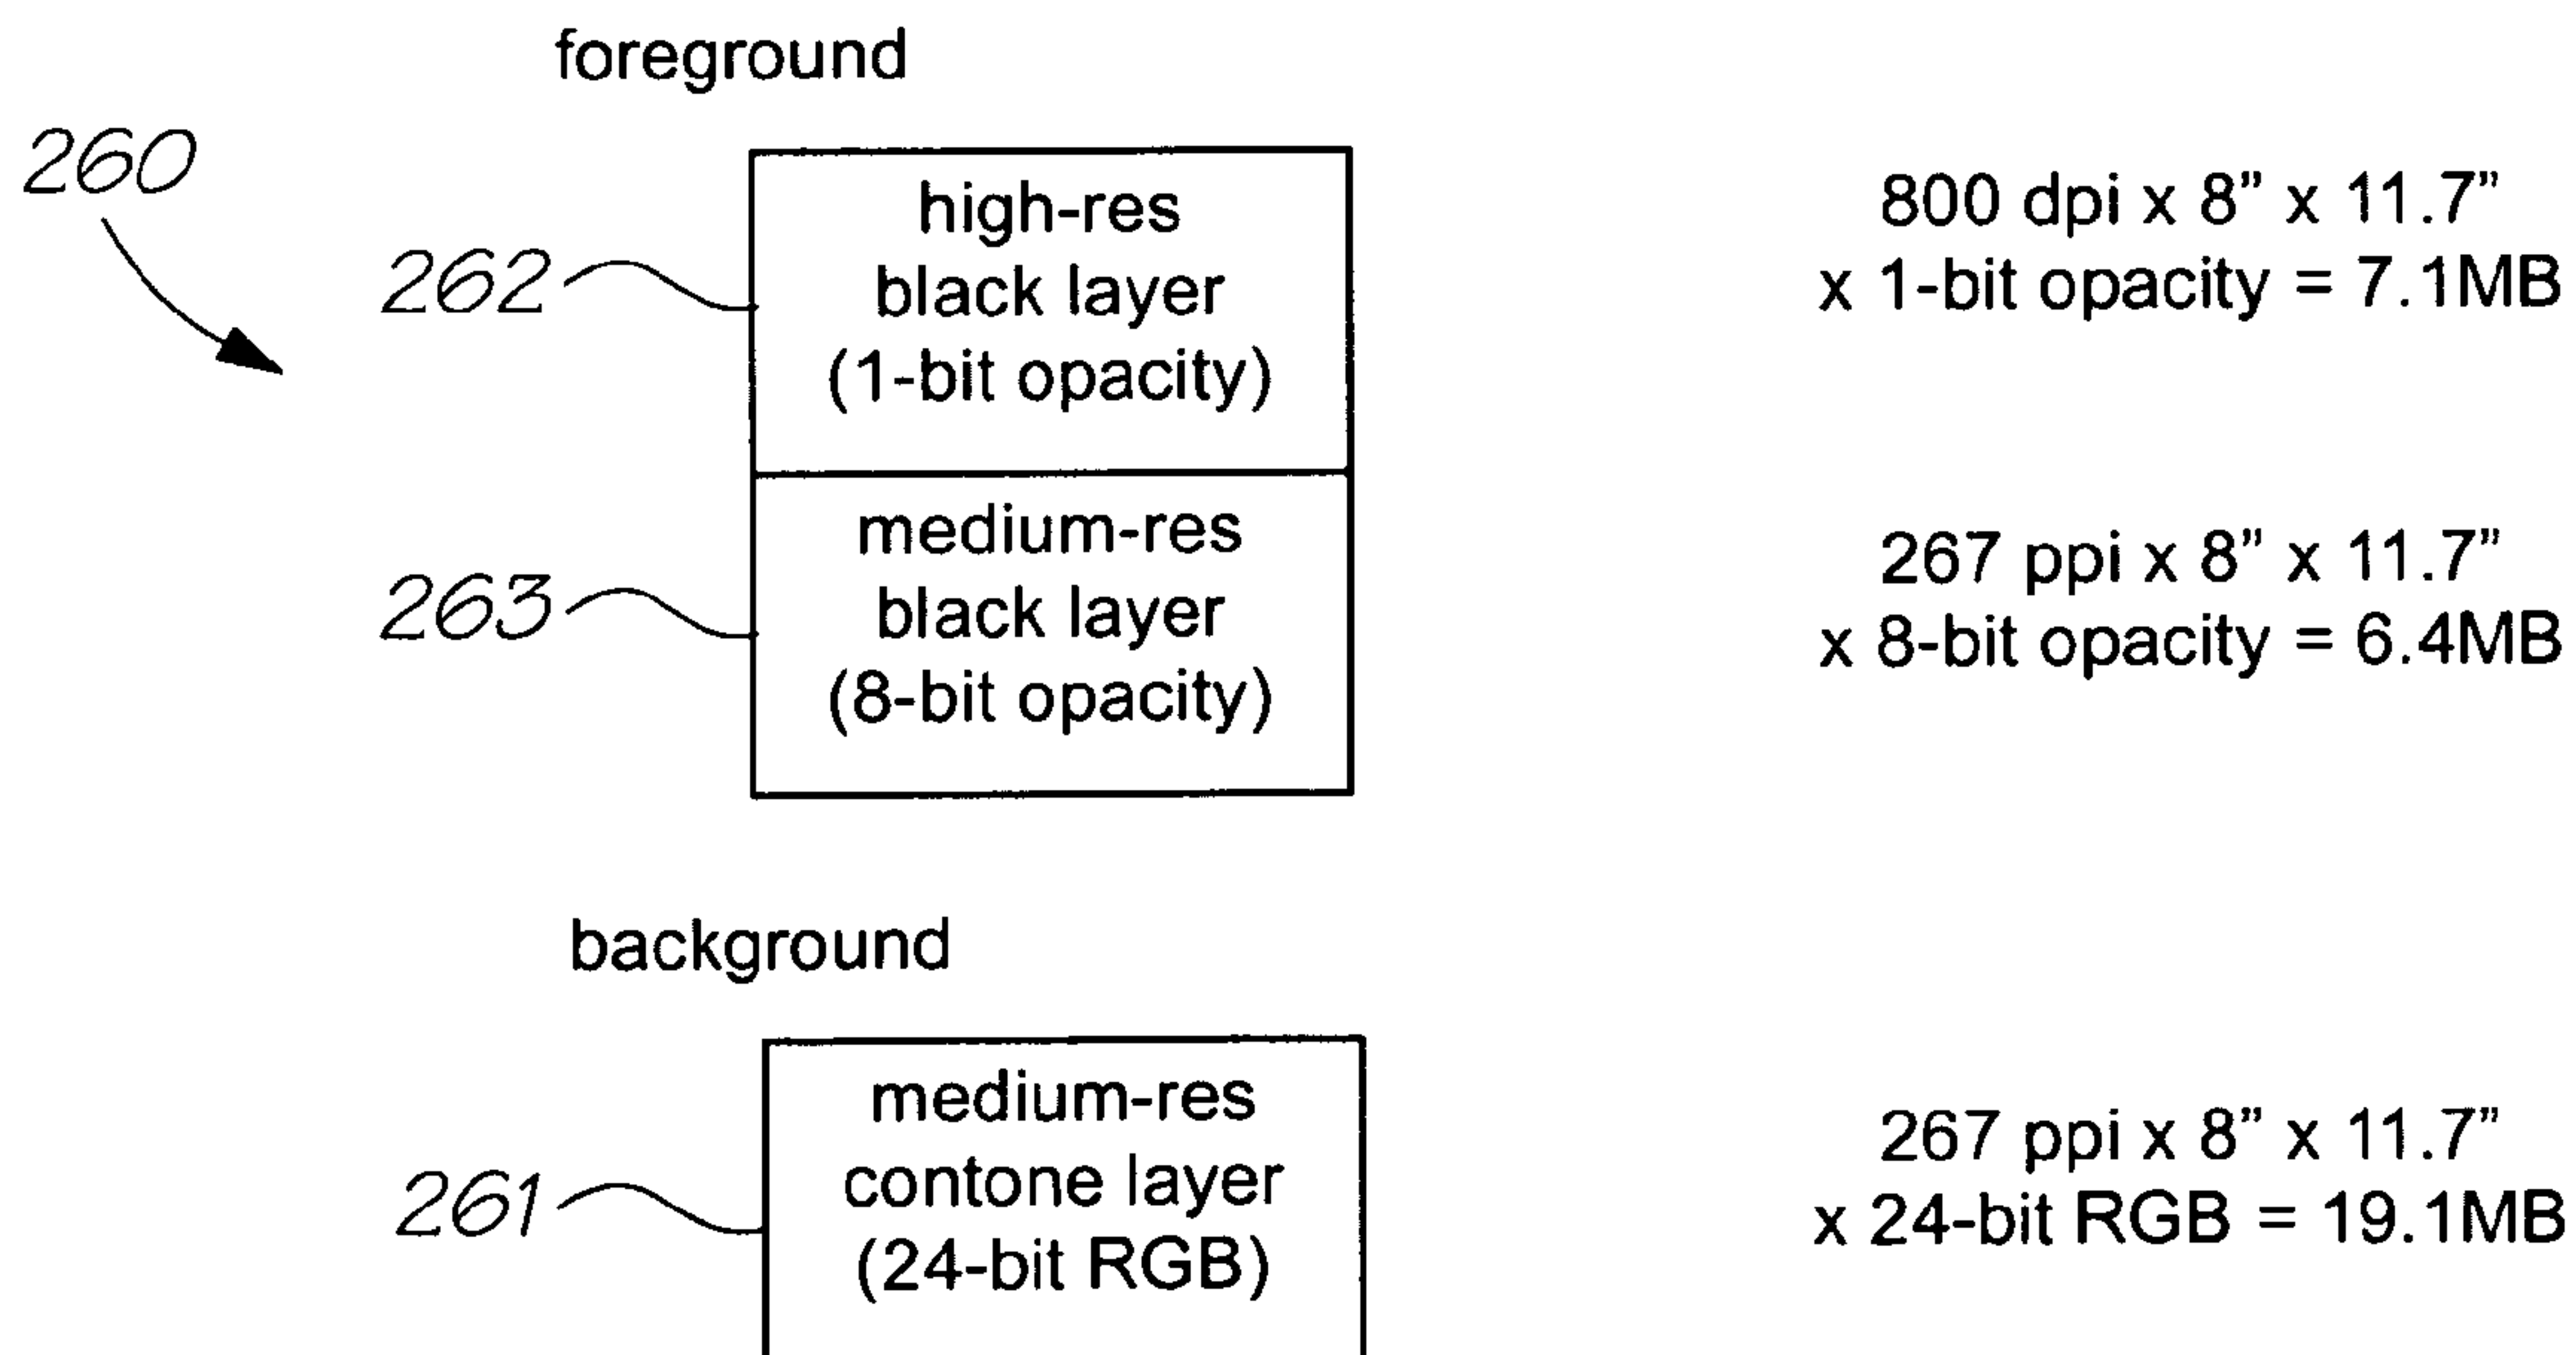 foreground
260
262
high-res
black layer
(1-bit opacity)
800 dpi x 8” x 11.7”
x 1-bit opacity = 7.1MB
263
medium-res
black layer
(8-bit opacity)
267 ppi x 8” x 11.7”
x 8-bit opacity = 6.4MB
background
261
medium-res
contone layer
(24-bit RGB)
267 ppi x 8” x 11.7”
x 24-bit RGB = 19.1MB